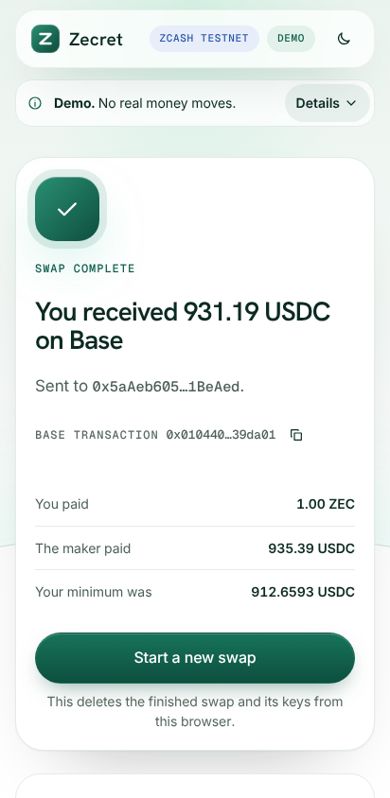 Zecret
ZCASH TESTNET
DEMO
Demo. No real money moves.
Details
SWAP COMPLETE
You received 931.19 USDC
on Base
Sent to 0x5aAeb605…1BeAed.
BASE TRANSACTION 0x010440…39da01
You paid 1.00 ZEC
The maker paid 935.39 USDC
Your minimum was 912.6593 USDC
Start a new swap
This deletes the finished swap and its keys from
this browser.